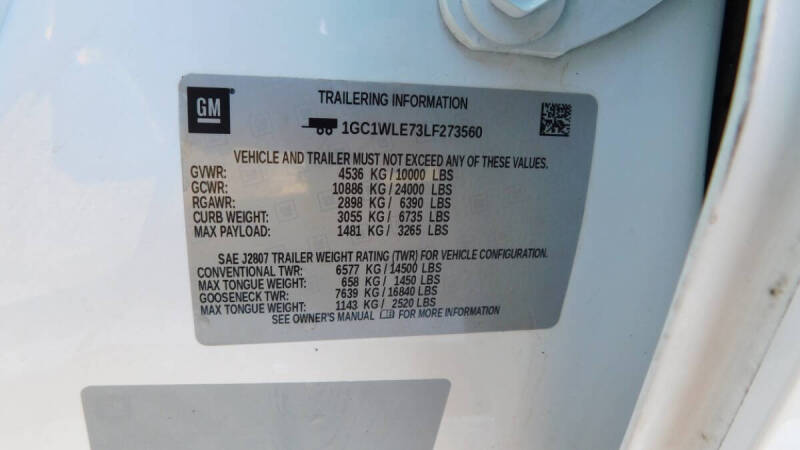 GM
TRAILERING INFORMATION
1GC1WLE73LF273560
VEHICLE AND TRAILER MUST NOT EXCEED ANY OF THESE VALUES.
GVWR: 4536 KG/10000 LBS
GCWR: 10886 KG/24000 LBS
RGAWR: 2898 KG/ 6390 LBS
CURB WEIGHT: 3055 KG/ 6735 LBS
MAX PAYLOAD: 1481 KG/ 3265 LBS
SAE J2807 TRAILER WEIGHT RATING (TWR) FOR VEHICLE CONFIGURATION.
CONVENTIONAL TWR: 6577 KG/14500 LBS
MAX TONGUE WEIGHT: 658 KG/ 1450 LBS
GOOSENECK TWR: 7639 KG/16840 LBS
MAX TONGUE WEIGHT: 1143 KG/ 2520 LBS
SEE OWNER'S MANUAL FOR MORE INFORMATION